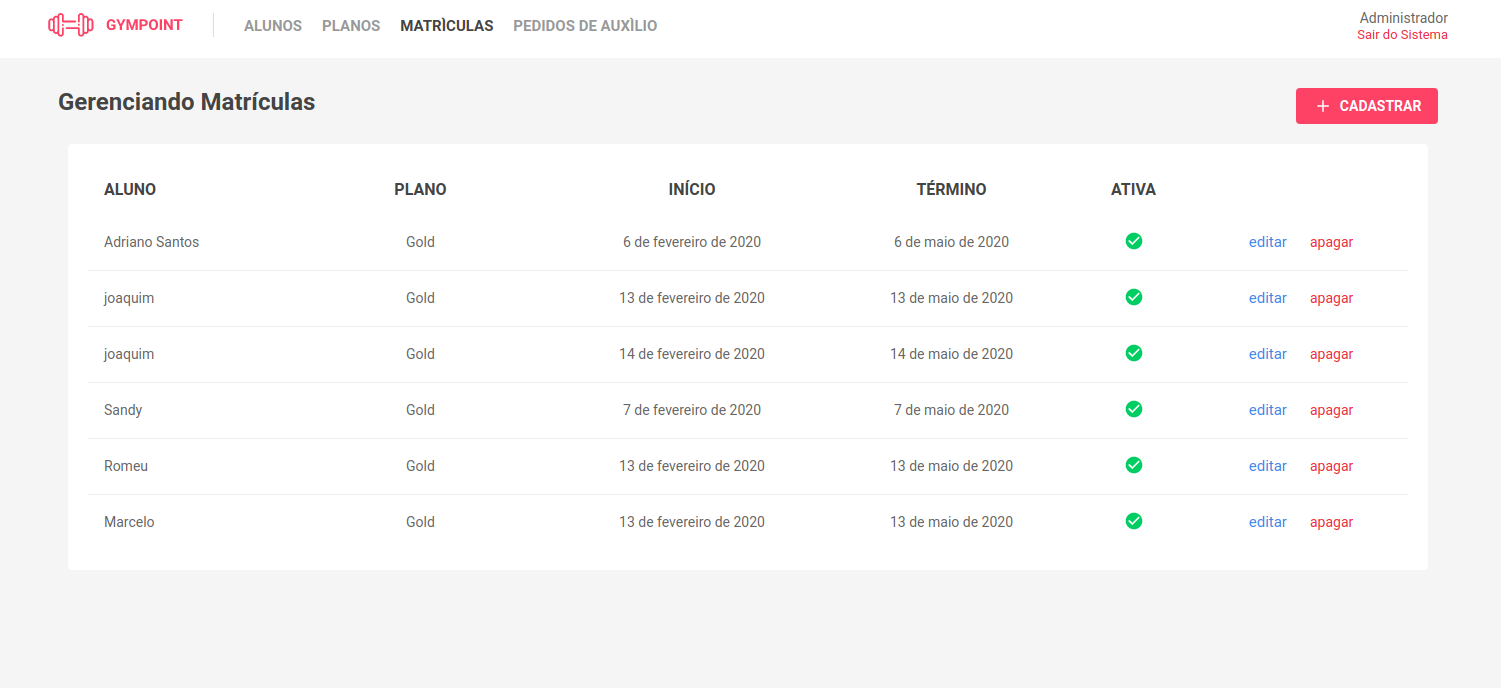 GYMPOINT ALUNOS PLANOS MATRÌCULAS PEDIDOS DE AUXÌLIO Administrador
Sair do Sistema
Gerenciando Matrículas
CADASTRAR
ALUNO PLANO INÍCIO TÉRMINO ATIVA
Adriano Santos Gold 6 de fevereiro de 2020 6 de maio de 2020 editar apagar
joaquim Gold 13 de fevereiro de 2020 13 de maio de 2020 editar apagar
joaquim Gold 14 de fevereiro de 2020 14 de maio de 2020 editar apagar
Sandy Gold 7 de fevereiro de 2020 7 de maio de 2020 editar apagar
Romeu Gold 13 de fevereiro de 2020 13 de maio de 2020 editar apagar
Marcelo Gold 13 de fevereiro de 2020 13 de maio de 2020 editar apagar